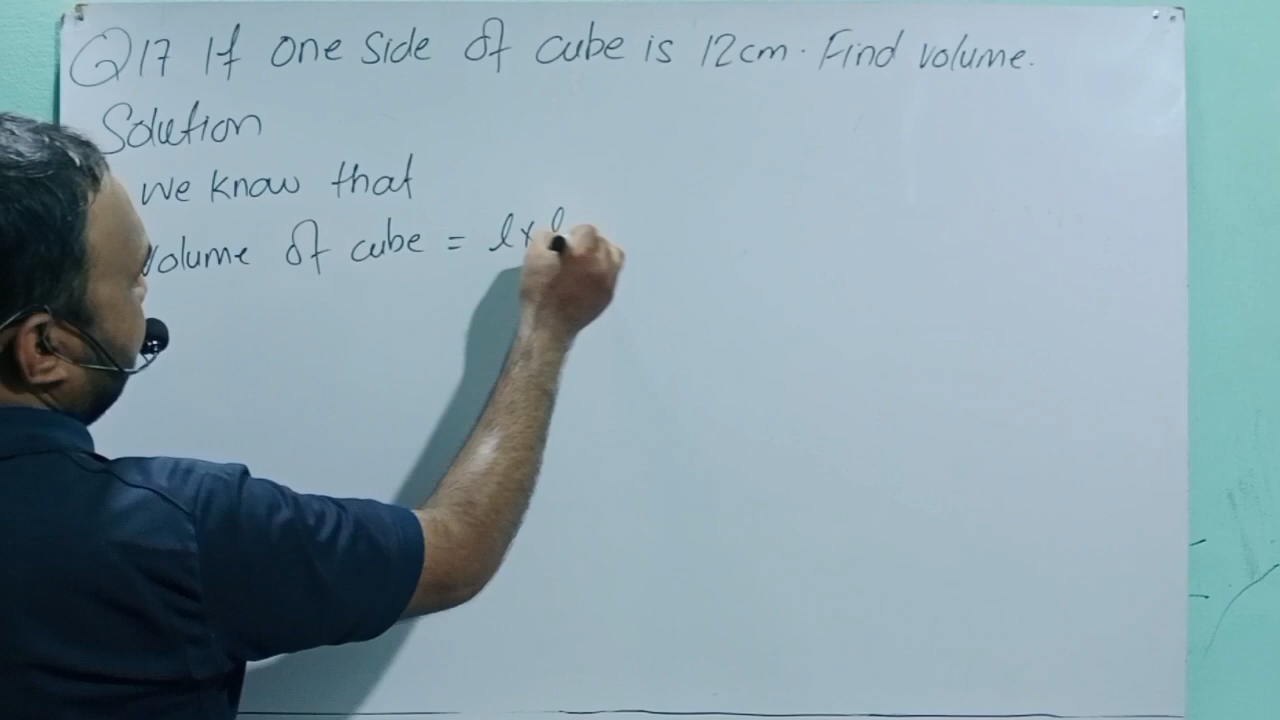 Q17 If one side of cube is 12cm. Find volume.
Solution
we know that
volume of cube = l×l